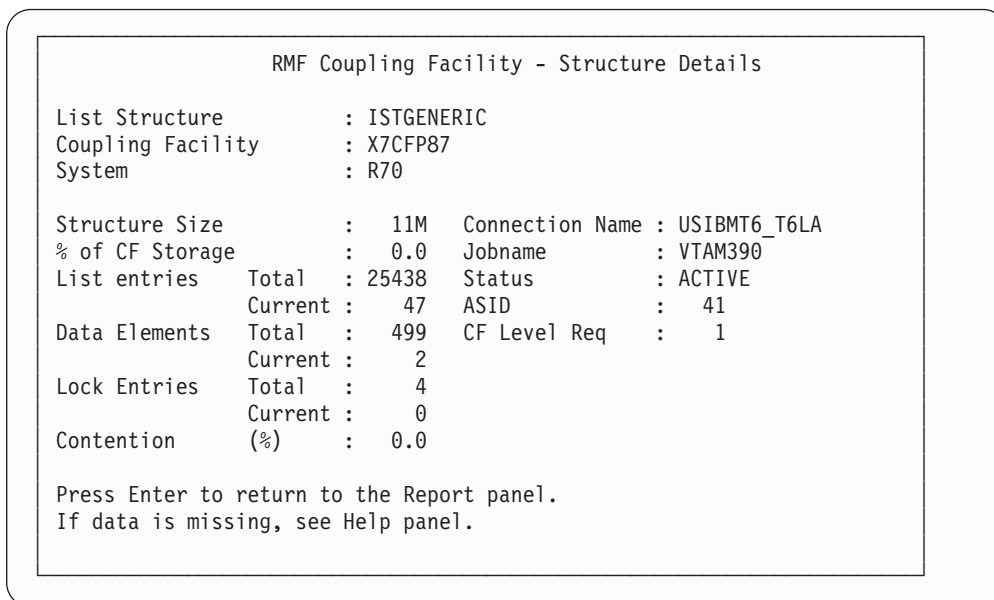 RMF Coupling Facility - Structure Details
List Structure : ISTGENERIC
Coupling Facility : X7CFP87
System : R70
Structure Size : 11M Connection Name : USIBMT6_T6LA
% of CF Storage : 0.0 Jobname : VTAM390
List entries Total : 25438 Status : ACTIVE
Current : 47 ASID : 41
Data Elements Total : 499 CF Level Req : 1
Current : 2
Lock Entries Total : 4
Current : 0
Contention (%) : 0.0
Press Enter to return to the Report panel.
If data is missing, see Help panel.